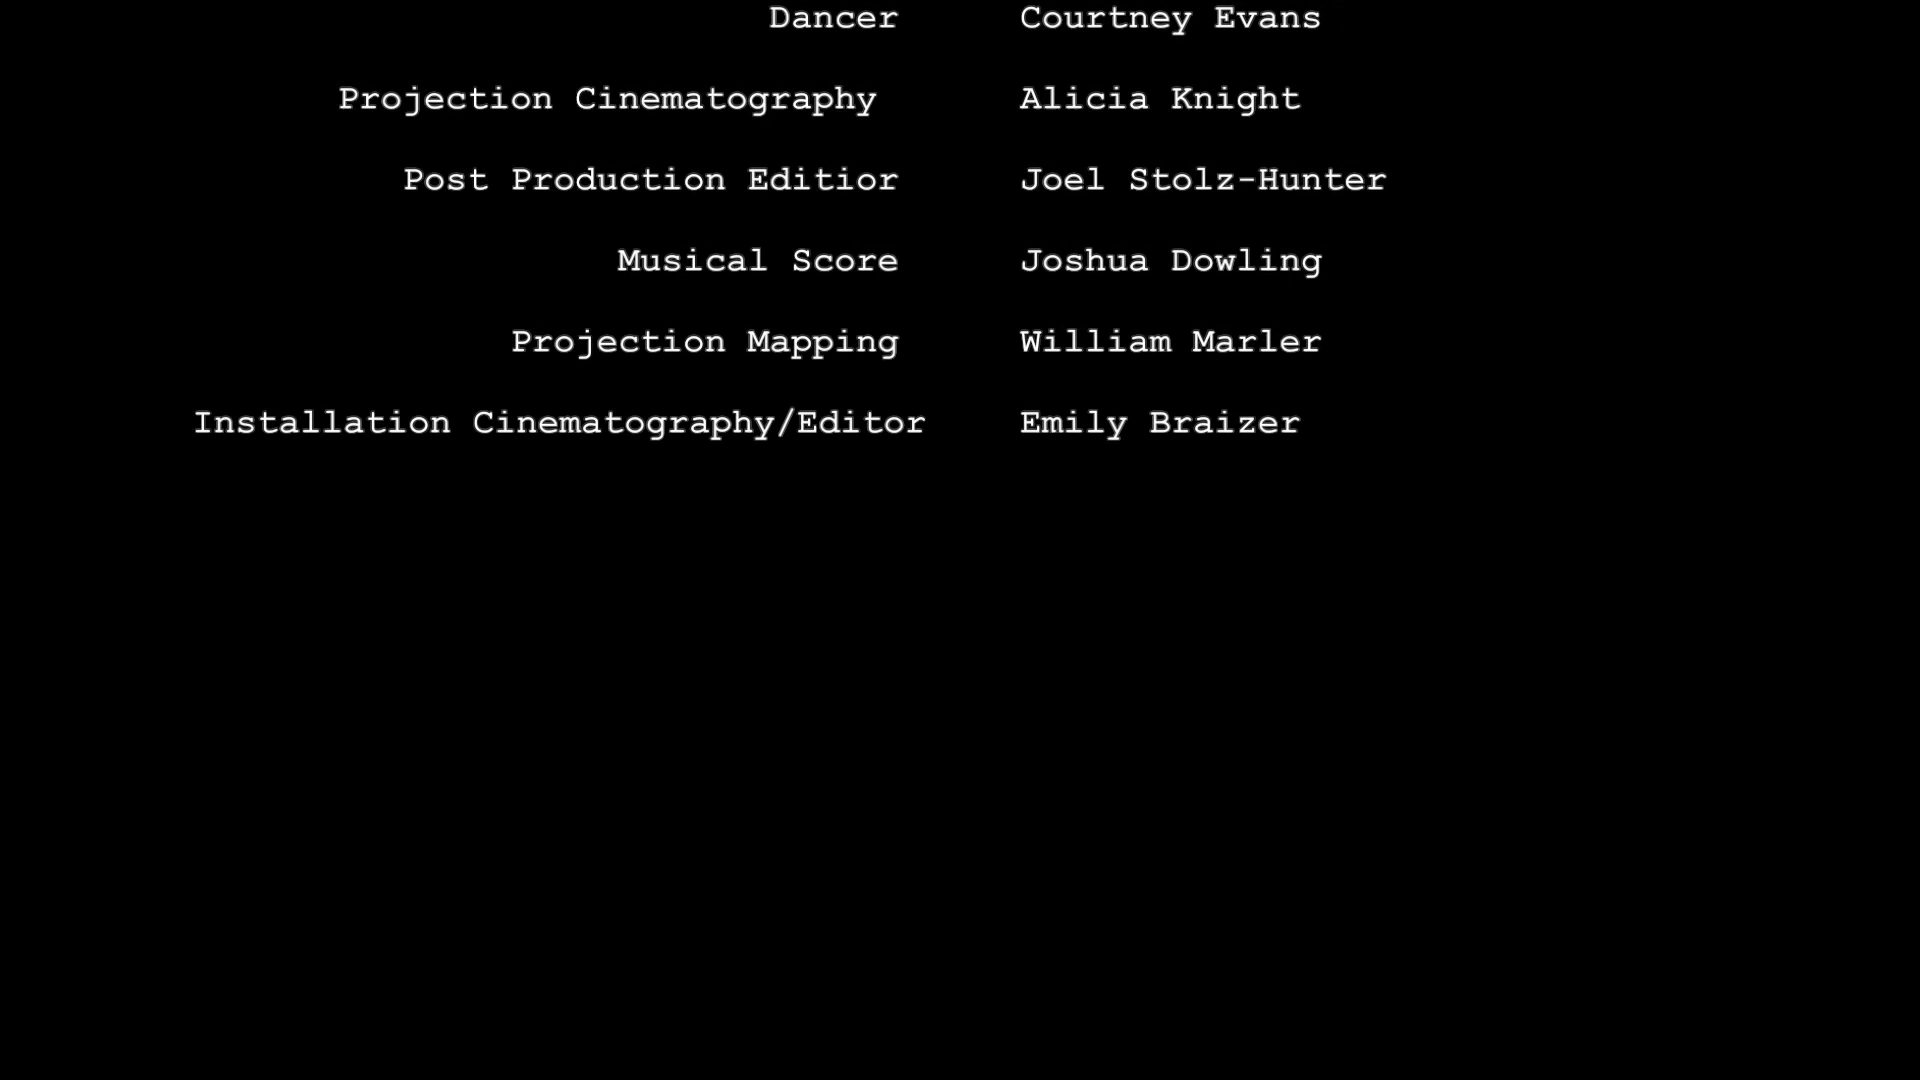 Dancer Courtney Evans
Projection Cinematography Alicia Knight
Post Production Editior Joel Stolz-Hunter
Musical Score Joshua Dowling
Projection Mapping William Marler
Installation Cinematography/Editor Emily Braizer